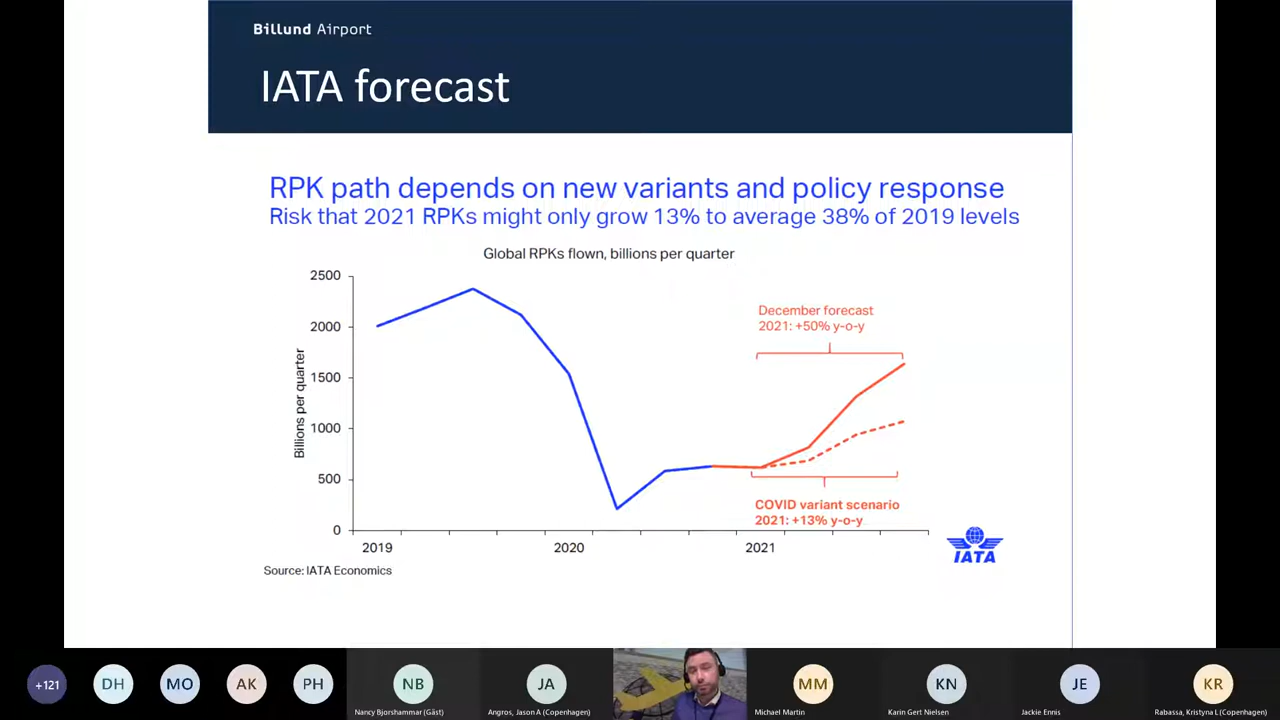 Billund Airport
IATA forecast
RPK path depends on new variants and policy response
Risk that 2021 RPKs might only grow 13% to average 38% of 2019 levels
Global RPKs flown, billions per quarter
Billions per quarter
2500
2000
1500
1000
500
0
2019
2020
2021
December forecast
2021: +50% y-o-y
COVID variant scenario
2021: +13% y-o-y
IATA
Source: IATA Economics
+121
DH
MO
AK
PH
NB
Nancy Bjorshammar (Gäst)
JA
Angros, Jason A (Copenhagen)
MM
Michael Martin
KN
Karin Gert Nielsen
JE
Jackie Ennis
KR
Rabassa, Kristyna L (Copenhagen)